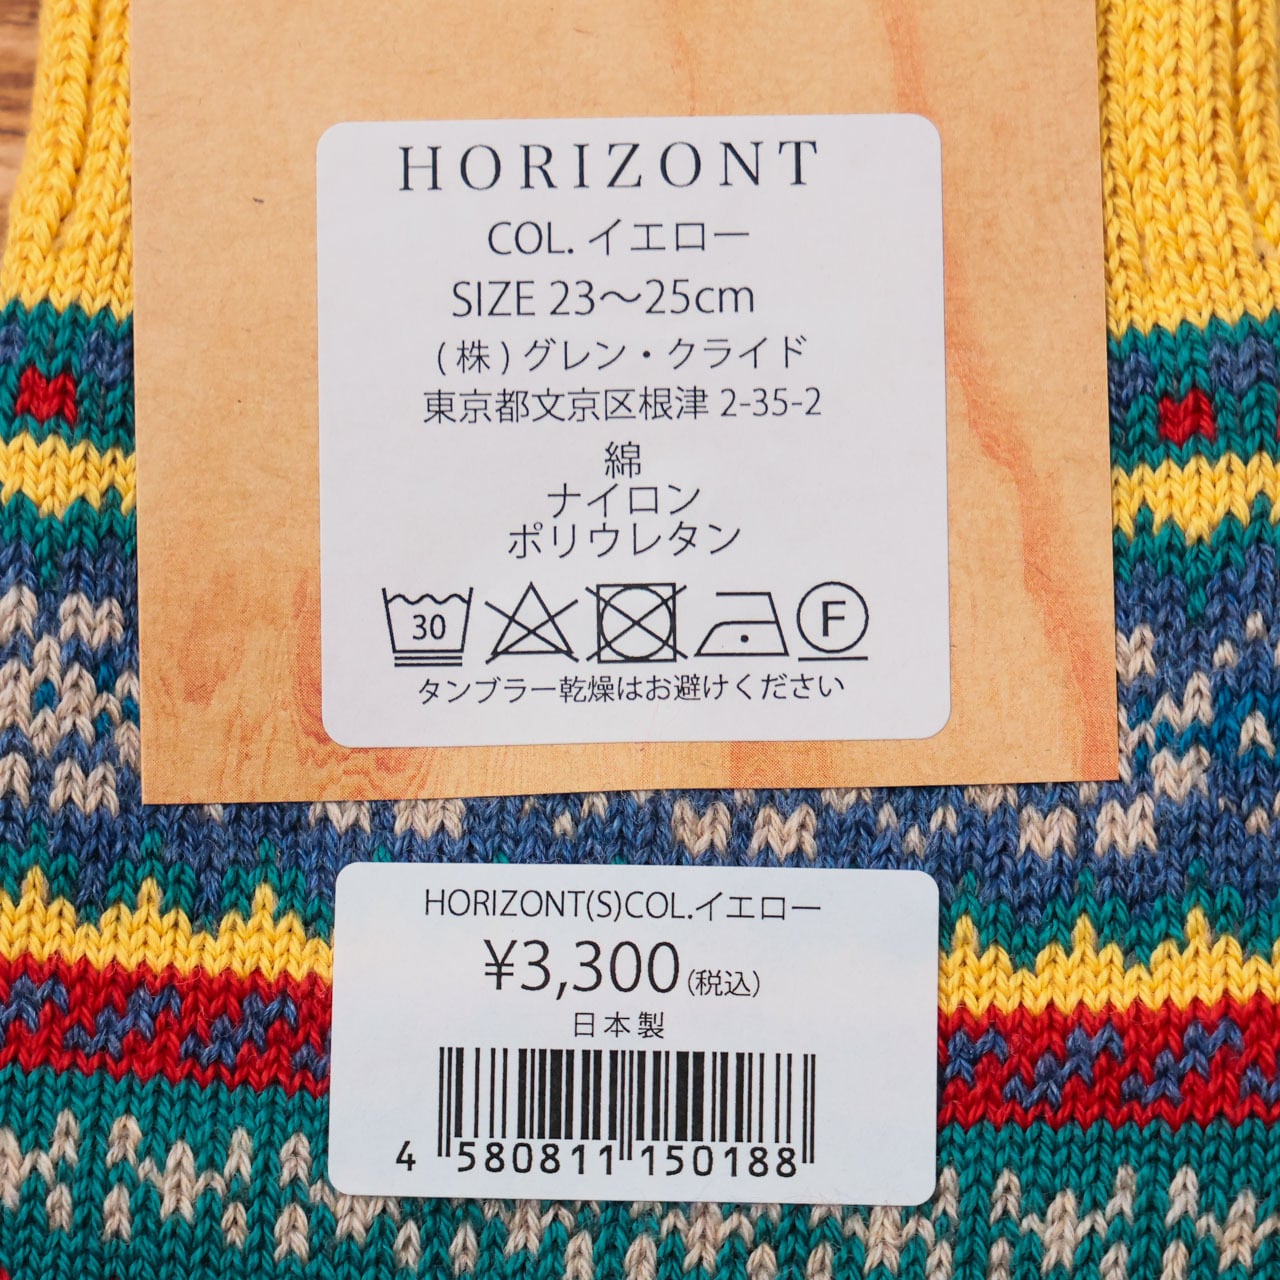 HORIZONT
COL. イエロー
SIZE 23～25cm
(株)グレン・クライド
東京都文京区根津 2-35-2
綿
ナイロン
ポリウレタン
30 F
タンブラー乾燥はお避けください
HORIZONT(S)COL.イエロー
¥3,300(税込)
日本製
4 580811 150188